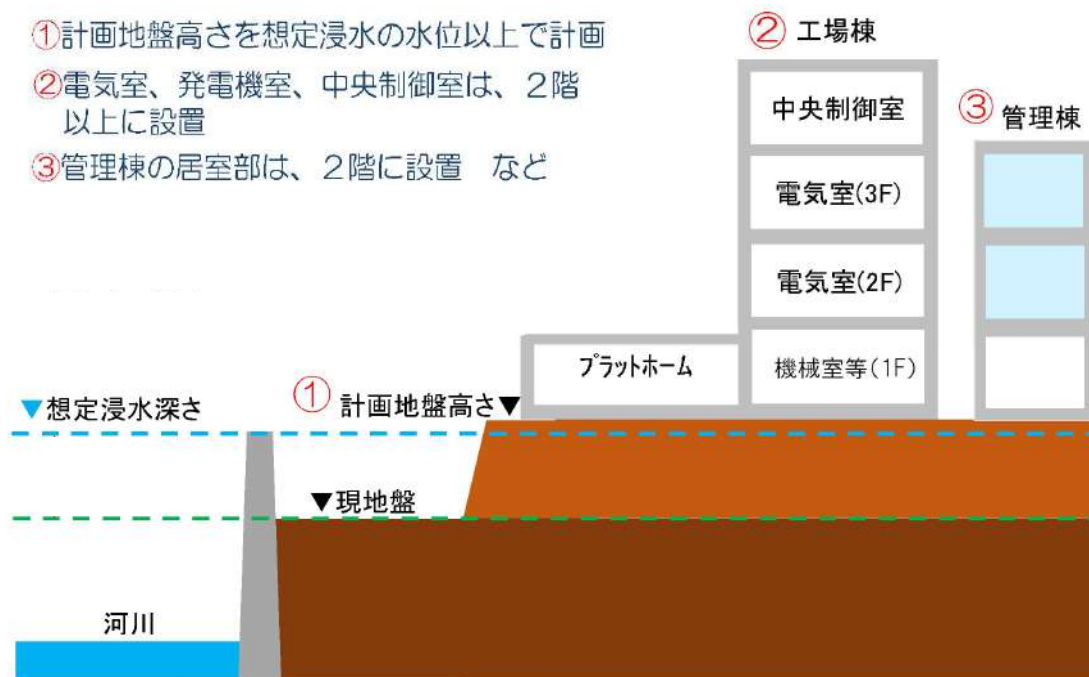 ①計画地盤高さを想定浸水の水位以上で計画
②電気室、発電機室、中央制御室は、２階
以上に設置
③管理棟の居室部は、２階に設置　など
② 工場棟
③ 管理棟
中央制御室
電気室(3F)
電気室(2F)
プラットホーム
機械室等(1F)
① 計画地盤高さ▼
▼想定浸水深さ
▼現地盤
河川